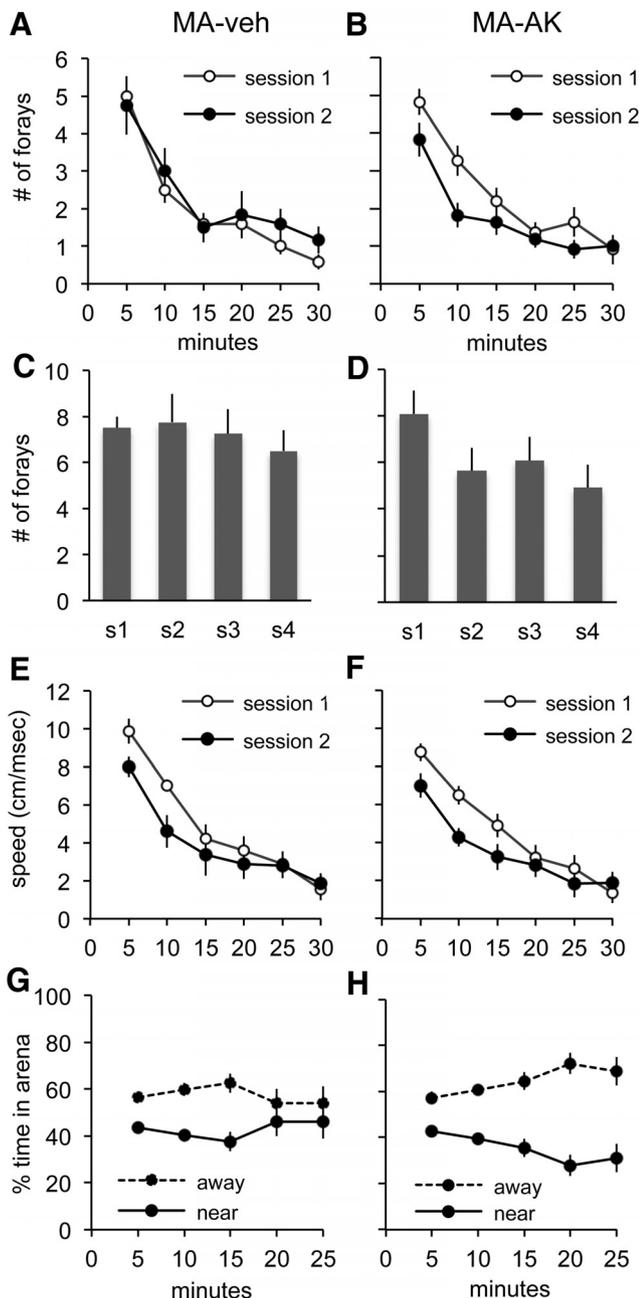 A MA-veh B MA-AK
6
5
4
3
2
1
0
# of forays
session 1
session 2
session 1
session 2
0 5 10 15 20 25 30 0 5 10 15 20 25 30
minutes minutes
C D
10
8
6
4
2
0
# of forays
s1 s2 s3 s4 s1 s2 s3 s4
E F
12
10
8
6
4
2
0
speed (cm/msec)
session 1
session 2
session 1
session 2
0 5 10 15 20 25 30 0 5 10 15 20 25 30
G H
100
80
60
40
20
0
% time in arena
away
near
away
near
0 5 10 15 20 25 0 5 10 15 20 25
minutes minutes